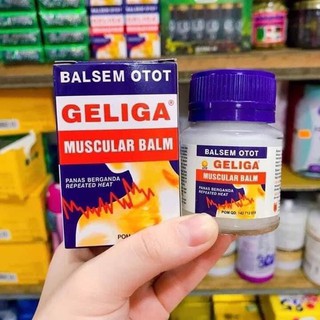 BALSEM OTOT
GELIGA®
MUSCULAR BALM
PANAS BERGANDA
REPEATED HEAT
BALSEM OTOT
GELIGA
MUSCULAR BALM
PANAS BERGANDA
REPEATED HEAT